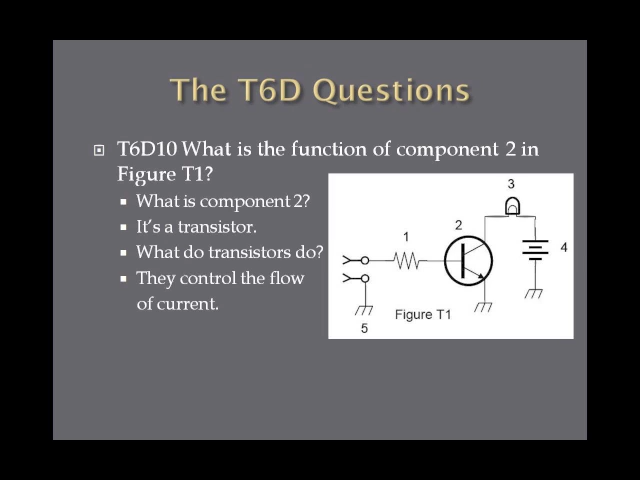 The T6D Questions
T6D10 What is the function of component 2 in
Figure T1?
What is component 2?
It's a transistor.
What do transistors do?
They control the flow
of current.
3
1
2
4
Figure T1
5